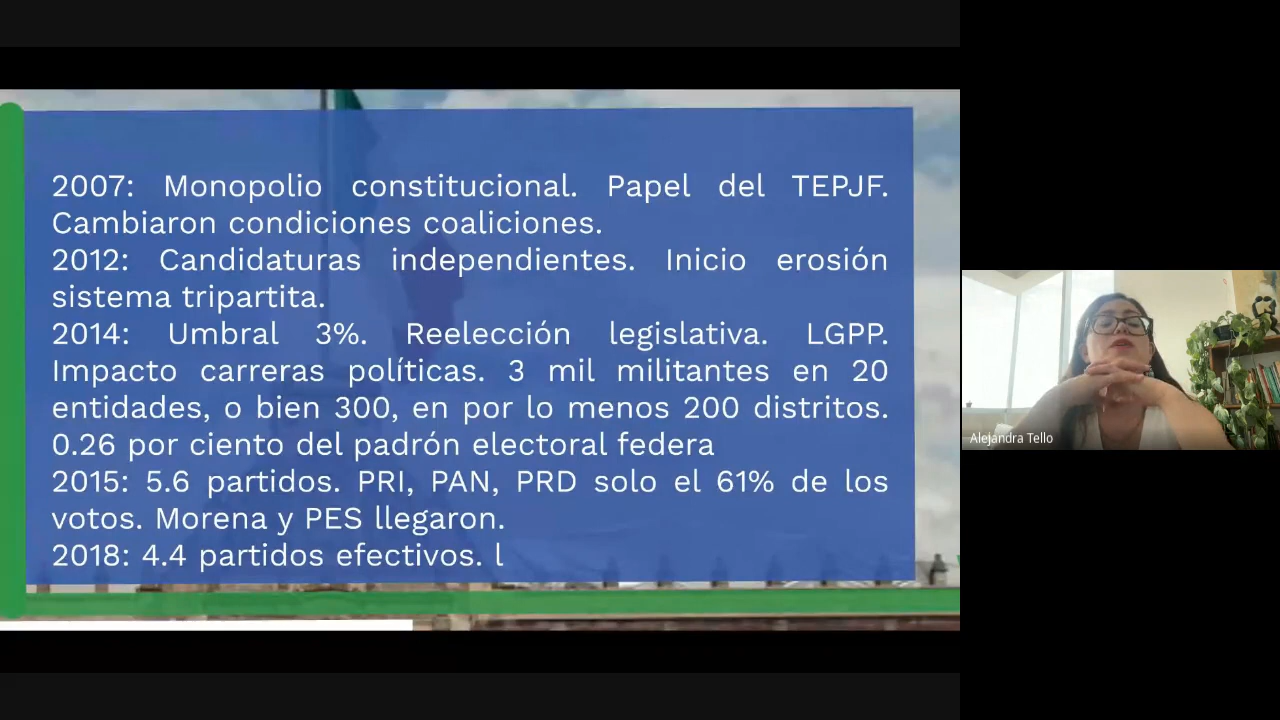 2007: Monopolio constitucional. Papel del TEPJF.
Cambiaron condiciones coaliciones.
2012: Candidaturas independientes. Inicio erosión
sistema tripartita.
2014: Umbral 3%. Reelección legislativa. LGPP.
Impacto carreras políticas. 3 mil militantes en 20
entidades, o bien 300, en por lo menos 200 distritos.
0.26 por ciento del padrón electoral federa
2015: 5.6 partidos. PRI, PAN, PRD solo el 61% de los
votos. Morena y PES llegaron.
2018: 4.4 partidos efectivos. l
Alejandra Tello